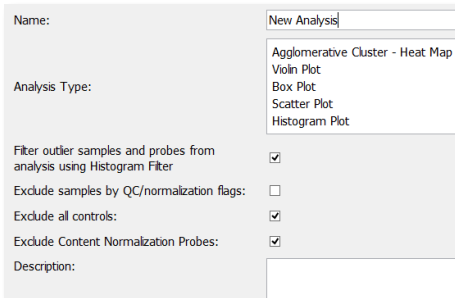 Name:
New Analysis
Analysis Type:
Agglomerative Cluster - Heat Map
Violin Plot
Box Plot
Scatter Plot
Histogram Plot
Filter outlier samples and probes from
analysis using Histogram Filter
Exclude samples by QC/normalization flags:
Exclude all controls:
Exclude Content Normalization Probes:
Description: